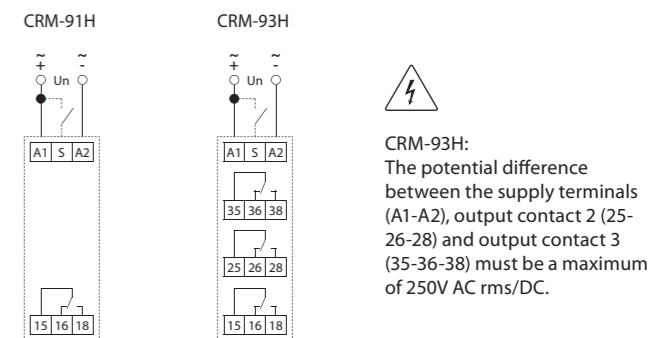 CRM-91H
~ ~
+ -
Un
A1 S A2
15 16 18
CRM-93H
~ ~
+ -
Un
A1 S A2
35 36 38
25 26 28
15 16 18
CRM-93H:
The potential difference
between the supply terminals
(A1-A2), output contact 2 (25-
26-28) and output contact 3
(35-36-38) must be a maximum
of 250V AC rms/DC.